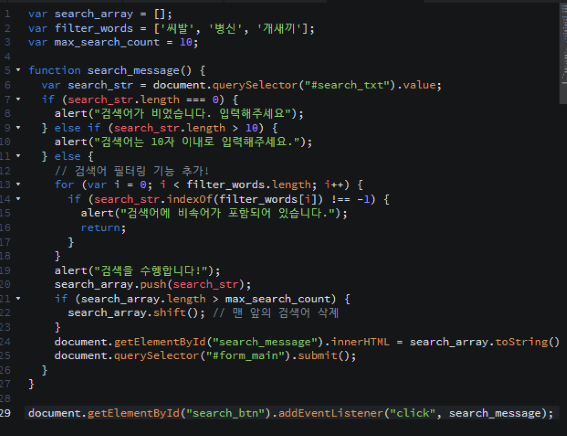 1 var search_array = [];
2 var filter_words = ['씨발', '병신', '개새끼'];
3 var max_search_count = 10;
4
5 function search_message() {
6 var search_str = document.querySelector("#search_txt").value;
7 if (search_str.length === 0) {
8 alert("검색어가 비었습니다. 입력해주세요");
9 } else if (search_str.length > 10) {
10 alert("검색어는 10자 이내로 입력해주세요.");
11 } else {
12 // 검색어 필터링 기능 추가!
13 for (var i = 0; i < filter_words.length; i++) {
14 if (search_str.indexOf(filter_words[i]) !== -1) {
15 alert("검색어에 비속어가 포함되어 있습니다.");
16 return;
17 }
18 }
19 alert("검색을 수행합니다!");
20 search_array.push(search_str);
21 if (search_array.length > max_search_count) {
22 search_array.shift(); // 맨 앞의 검색어 삭제
23 }
24 document.getElementById("search_message").innerHTML = search_array.toString()
25 document.querySelector("#form_main").submit();
26 }
27 }
28
29 document.getElementById("search_btn").addEventListener("click", search_message);